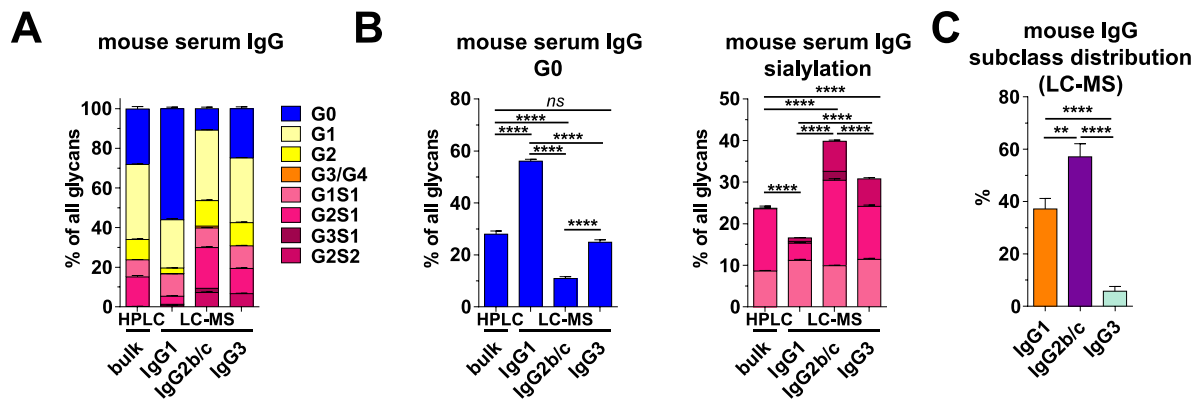 A
mouse serum IgG
% of all glycans
100
80
60
40
20
0
HPLC
LC-MS
bulk
IgG1
IgG2b/c
IgG3
G0
G1
G2
G3/G4
G1S1
G2S1
G3S1
G2S2
B
mouse serum IgG
G0
% of all glycans
80
60
40
20
0
ns
****
****
****
****
****
HPLC
LC-MS
bulk
IgG1
IgG2b/c
IgG3
mouse serum IgG
sialylation
% of all glycans
50
40
30
20
10
0
****
****
****
**** ****
****
HPLC
LC-MS
bulk
IgG1
IgG2b/c
IgG3
C
mouse IgG
subclass distribution
(LC-MS)
%
80
60
40
20
0
****
** ****
IgG1
IgG2b/c
IgG3